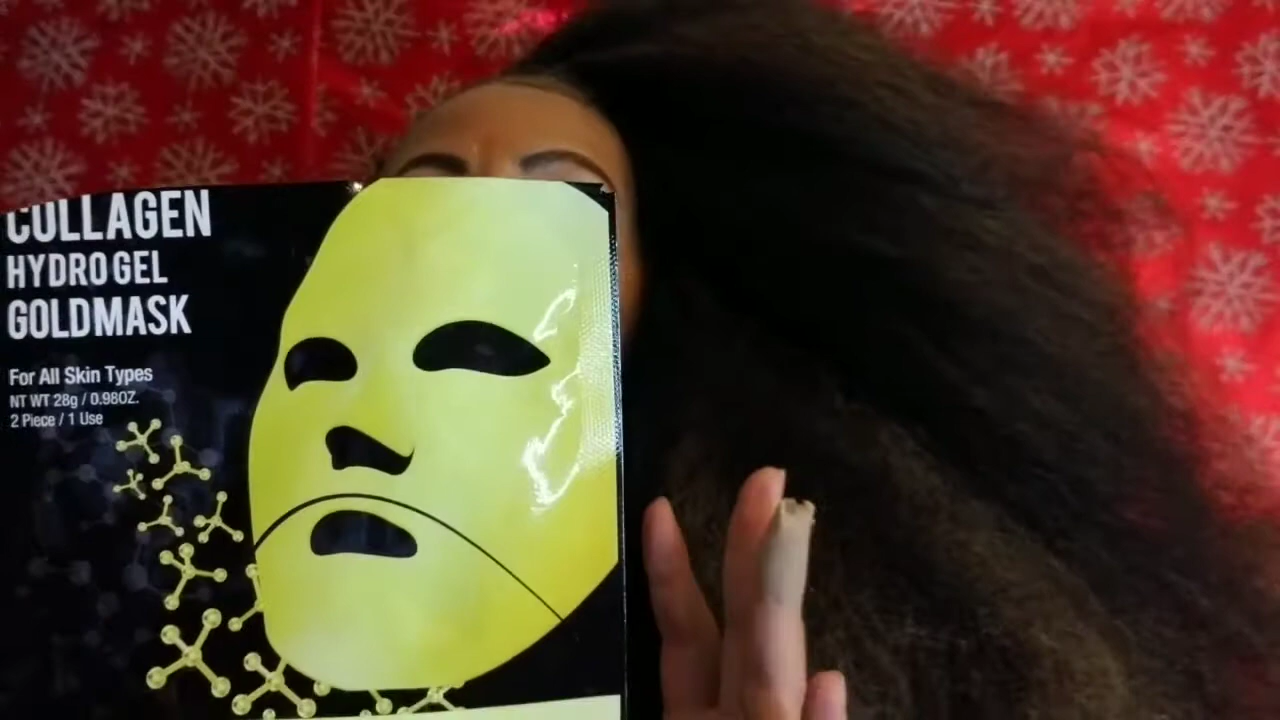 COLLAGEN
HYDRO GEL
GOLDMASK
For All Skin Types
NT WT 28g / 0.98OZ.
2 Piece / 1 Use